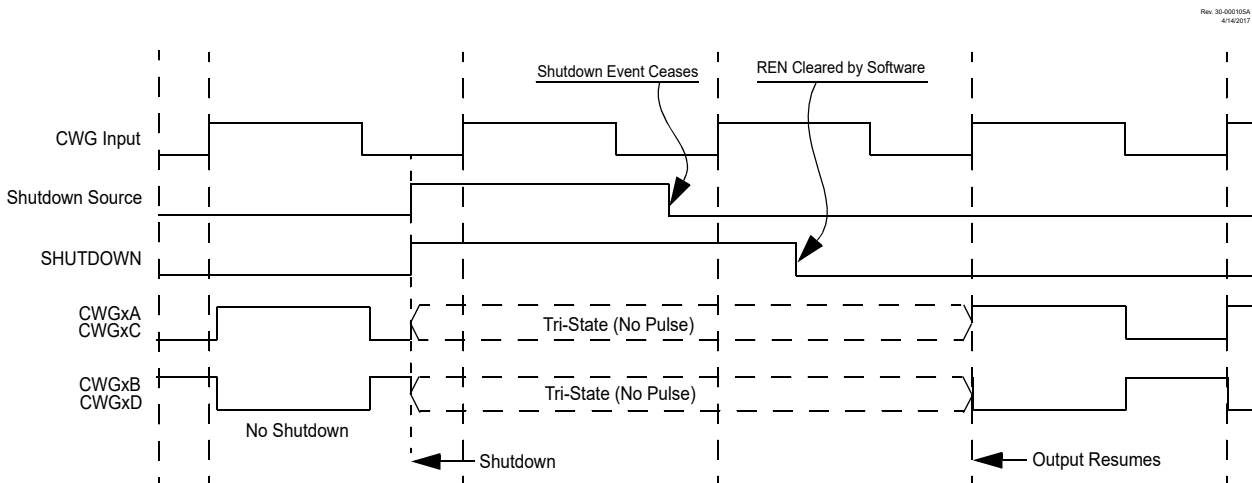 Rev. 30-000105A
4/14/2017
Shutdown Event Ceases
REN Cleared by Software
CWG Input
Shutdown Source
SHUTDOWN
CWGxA
CWGxC
Tri-State (No Pulse)
CWGxB
CWGxD
Tri-State (No Pulse)
No Shutdown
Shutdown
Output Resumes